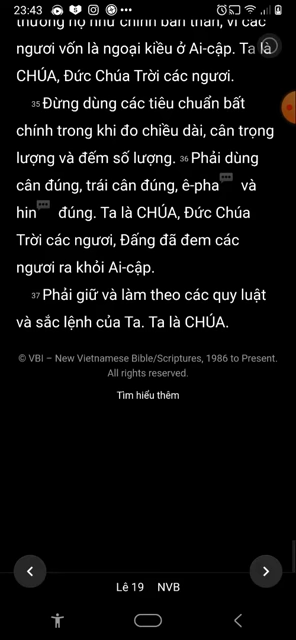 23:43
thương họ như chính bản thân, vì các
ngươi vốn là ngoại kiều ở Ai-cập. Ta là
CHÚA, Đức Chúa Trời các ngươi.
35 Đừng dùng các tiêu chuẩn bất
chính trong khi đo chiều dài, cân trọng
lượng và đếm số lượng. 36 Phải dùng
cân đúng, trái cân đúng, ê-pha và
hin đúng. Ta là CHÚA, Đức Chúa
Trời các ngươi, Đấng đã đem các
ngươi ra khỏi Ai-cập.
37 Phải giữ và làm theo các quy luật
và sắc lệnh của Ta. Ta là CHÚA.
© VBI – New Vietnamese Bible/Scriptures, 1986 to Present.
All rights reserved.
Tìm hiểu thêm
Lê 19 NVB